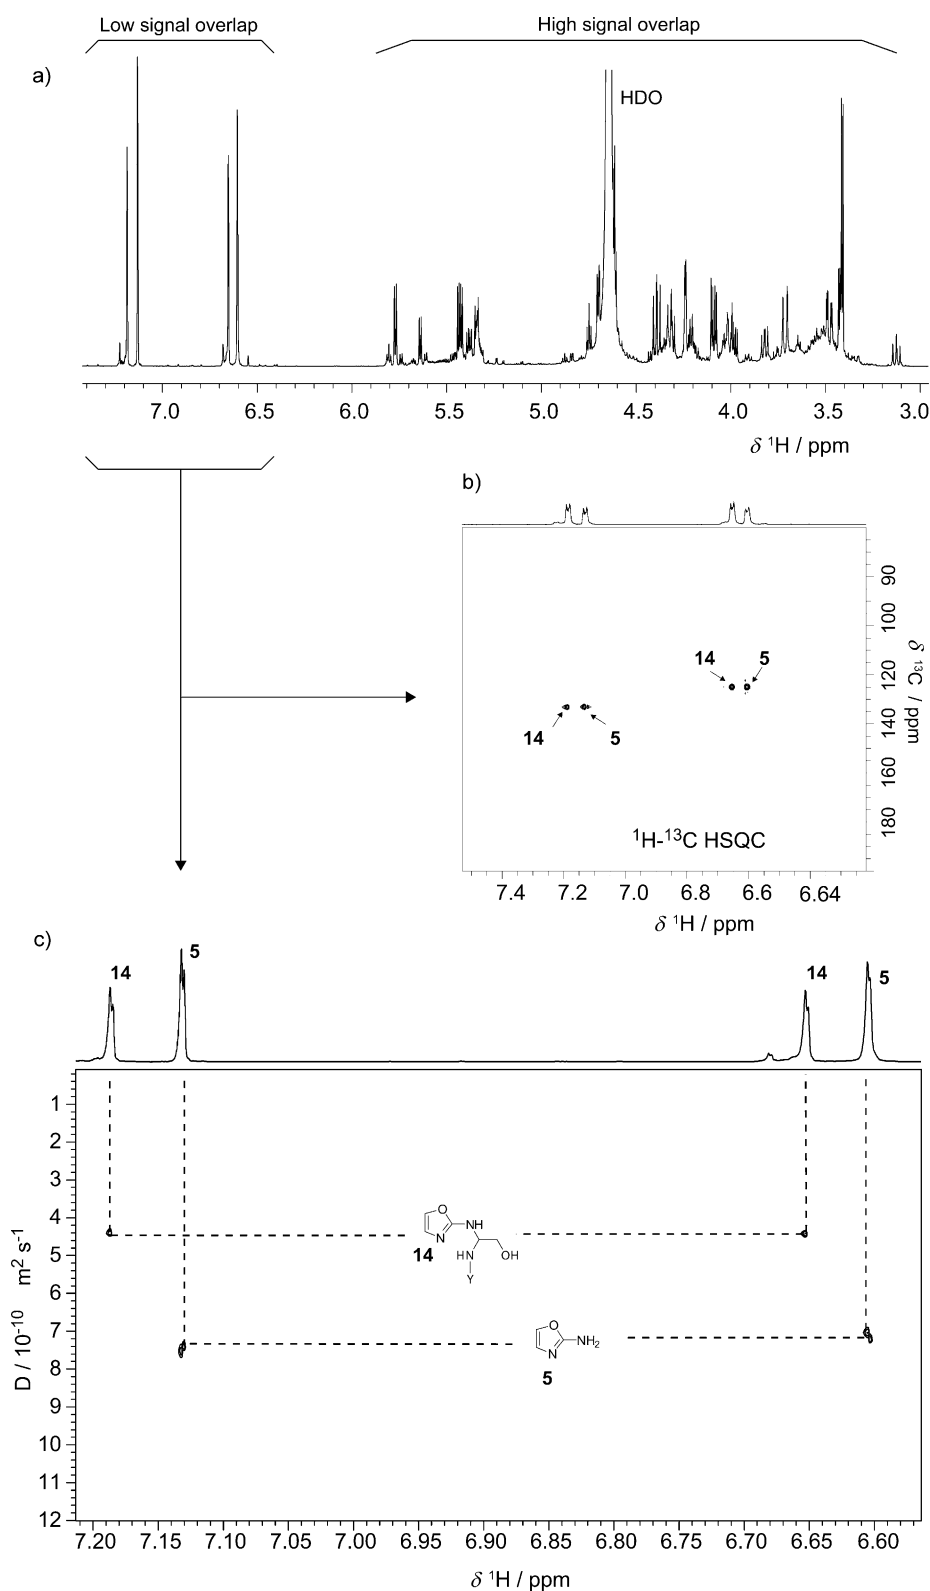 Low signal overlap
High signal overlap
a)
HDO
7.0 6.5 6.0 5.5 5.0 4.5 4.0 3.5 3.0
δ ¹H / ppm
b)
90
100
120
140
160
180
δ ¹³C / ppm
14 5
14 5
¹H-¹³C HSQC
7.4 7.2 7.0 6.8 6.6 6.64
δ ¹H / ppm
c)
14 5 14 5
1
2
3
4
5
6
7
8
9
10
11
12
D / 10⁻¹⁰ m² s⁻¹
O
N
NH
14
HN
OH
Y
O
N
NH₂
5
7.20 7.15 7.10 7.05 7.00 6.95 6.90 6.85 6.80 6.75 6.70 6.65 6.60
δ ¹H / ppm